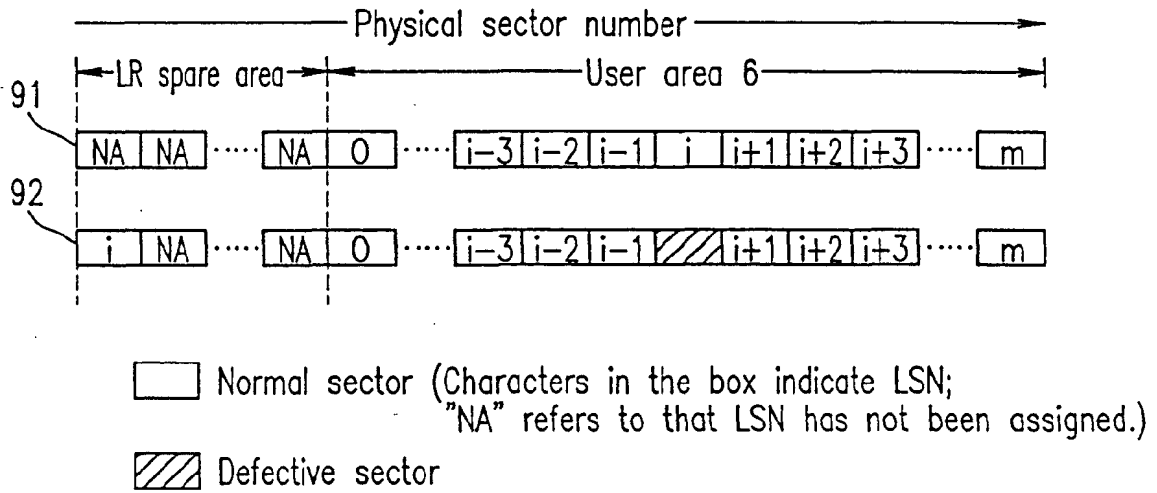 Physical sector number
LR spare area User area 6
91
NA NA ····· NA 0 ····· i-3 i-2 i-1 i i+1 i+2 i+3 ····· m
92
i NA ····· NA 0 ····· i-3 i-2 i-1 i+1 i+2 i+3 ····· m
Normal sector (Characters in the box indicate LSN;
"NA" refers to that LSN has not been assigned.)
Defective sector